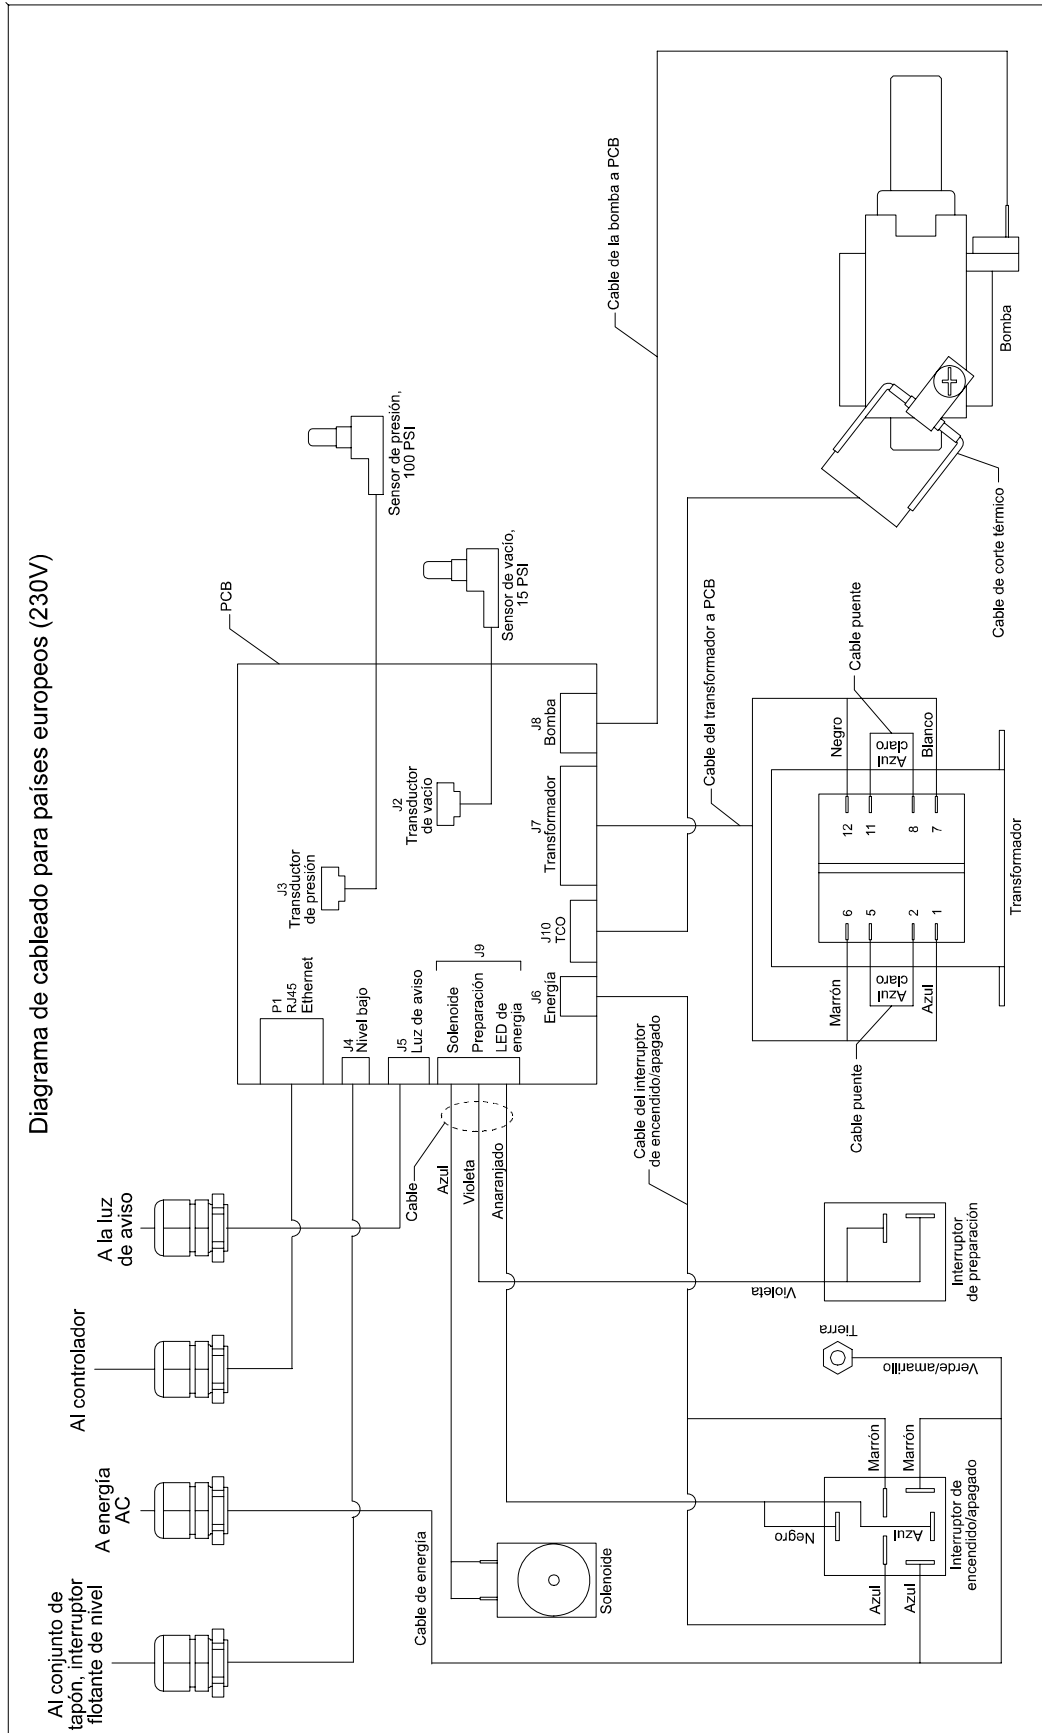 Diagrama de cableado para países europeos (230V)
Al conjunto de
tapón, interruptor
flotante de nivel
A energía
AC
Al controlador
A la luz
de aviso
Cable de energía
Solenoide
P1
RJ45
Ethernet
J4
Nivel bajo
J5
Luz de aviso
Solenoide
Preparación
LED de
energía
J9
J3
Transductor
de presión
J2
Transductor
de vacío
PCB
Sensor de presión,
100 PSI
Sensor de vacío,
15 PSI
J6
Energía
J10
TCO
J7
Transformador
J8
Bomba
Cable
Azul
Violeta
Anaranjado
Cable del interruptor
de encendido/apagado
Cable del transformador a PCB
Cable de la bomba a PCB
Negro
Azul
Azul
Azul
Marrón
Marrón
Interruptor de
encendido/apagado
Tierra
Verde/amarillo
Violeta
Interruptor
de preparación
Cable puente
Marrón
Azul
claro
Azul
6
5
2
1
12
11
8
7
Negro
Azul
claro
Blanco
Cable puente
Transformador
Cable de corte térmico
Bomba